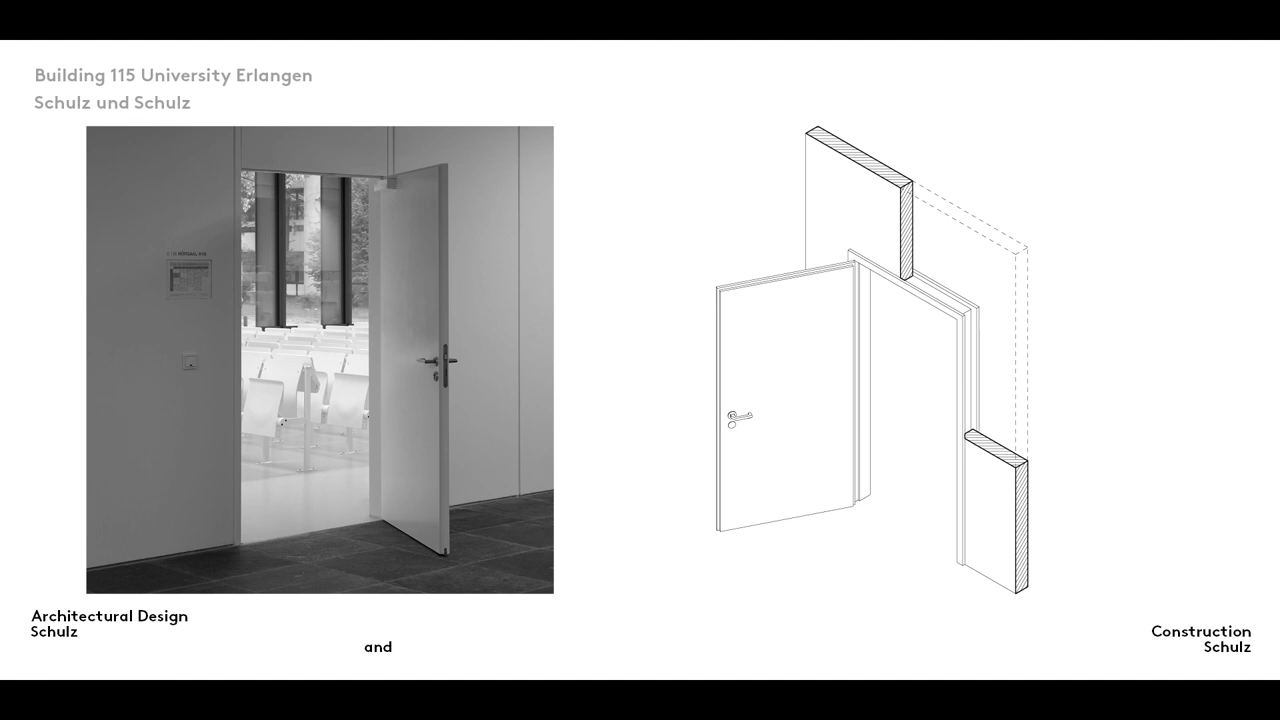 Building 115 University Erlangen
Schulz und Schulz
Architectural Design
Schulz
and
Construction
Schulz